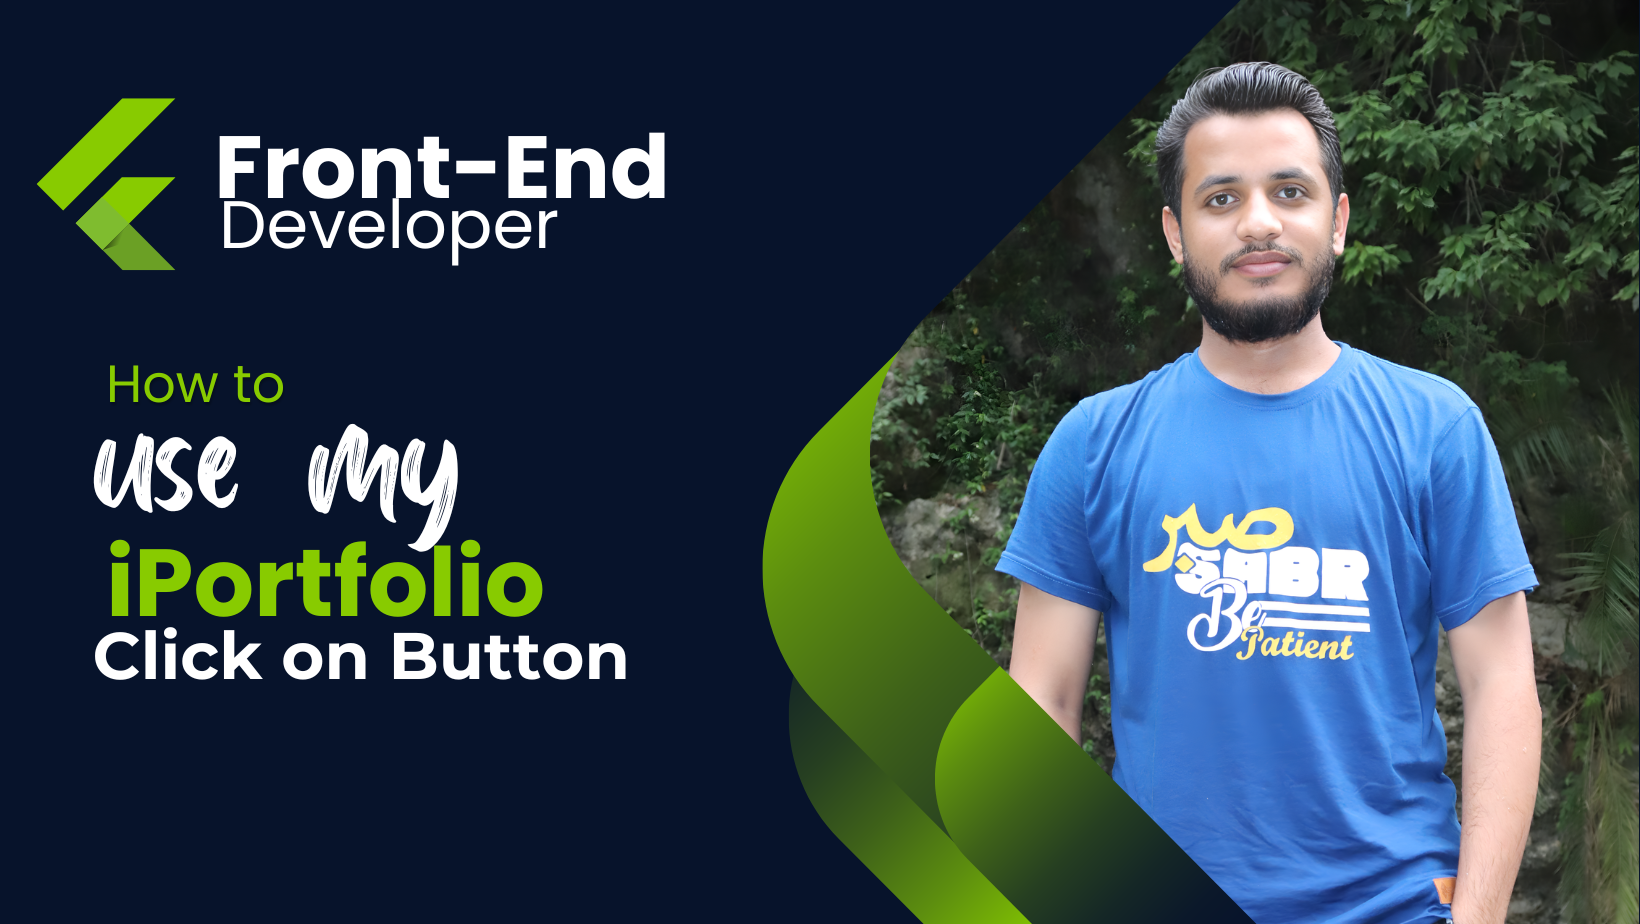 Front-End
Developer
How to
use my
iPortfolio
Click on Button
صبر
SABR
Be
Patient